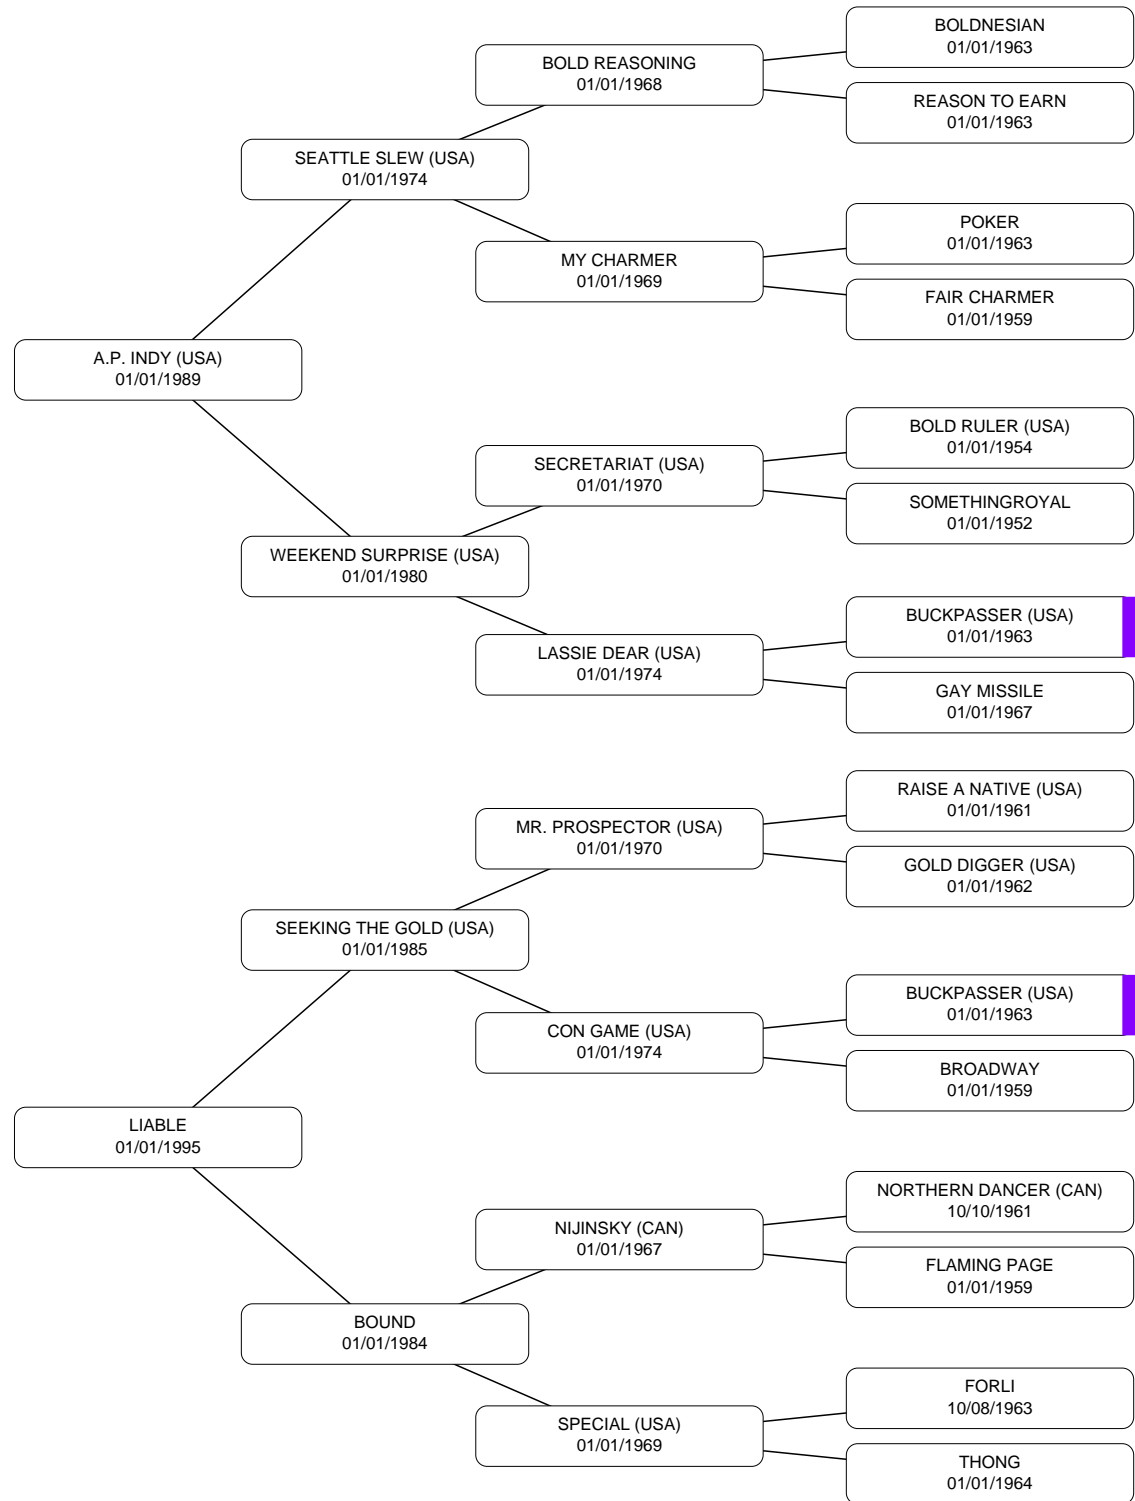 BOLDNESIAN
01/01/1963
BOLD REASONING
01/01/1968
REASON TO EARN
01/01/1963
SEATTLE SLEW (USA)
01/01/1974
POKER
01/01/1963
MY CHARMER
01/01/1969
FAIR CHARMER
01/01/1959
A.P. INDY (USA)
01/01/1989
BOLD RULER (USA)
01/01/1954
SECRETARIAT (USA)
01/01/1970
SOMETHINGROYAL
01/01/1952
WEEKEND SURPRISE (USA)
01/01/1980
BUCKPASSER (USA)
01/01/1963
LASSIE DEAR (USA)
01/01/1974
GAY MISSILE
01/01/1967
RAISE A NATIVE (USA)
01/01/1961
MR. PROSPECTOR (USA)
01/01/1970
GOLD DIGGER (USA)
01/01/1962
SEEKING THE GOLD (USA)
01/01/1985
BUCKPASSER (USA)
01/01/1963
CON GAME (USA)
01/01/1974
BROADWAY
01/01/1959
LIABLE
01/01/1995
NORTHERN DANCER (CAN)
10/10/1961
NIJINSKY (CAN)
01/01/1967
FLAMING PAGE
01/01/1959
BOUND
01/01/1984
FORLI
10/08/1963
SPECIAL (USA)
01/01/1969
THONG
01/01/1964